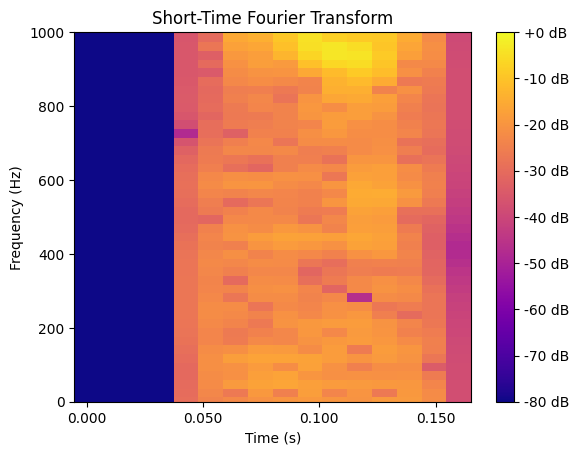 Short-Time Fourier Transform
1000
800
600
400
200
0
Frequency (Hz)
0.000
0.050
0.100
0.150
Time (s)
+0 dB
-10 dB
-20 dB
-30 dB
-40 dB
-50 dB
-60 dB
-70 dB
-80 dB